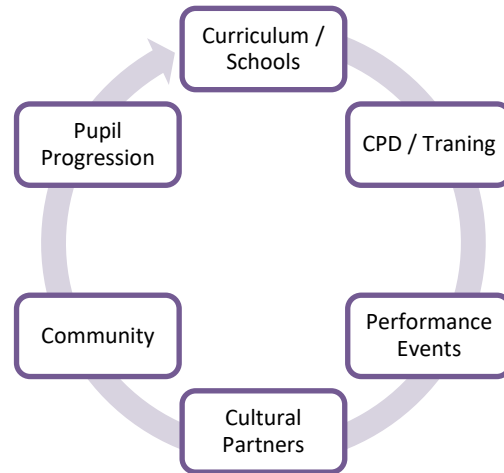 Curriculum /
Schools
CPD / Traning
Performance
Events
Cultural
Partners
Community
Pupil
Progression